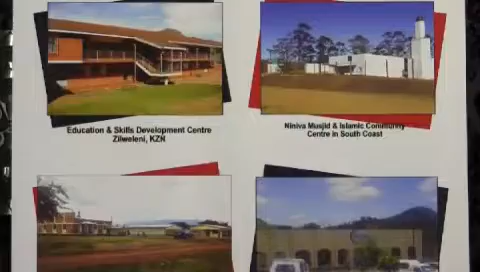 Education & Skills Development Centre
Zilweleni, KZN
Niniva Musjid & Islamic Community
Centre in South Coast